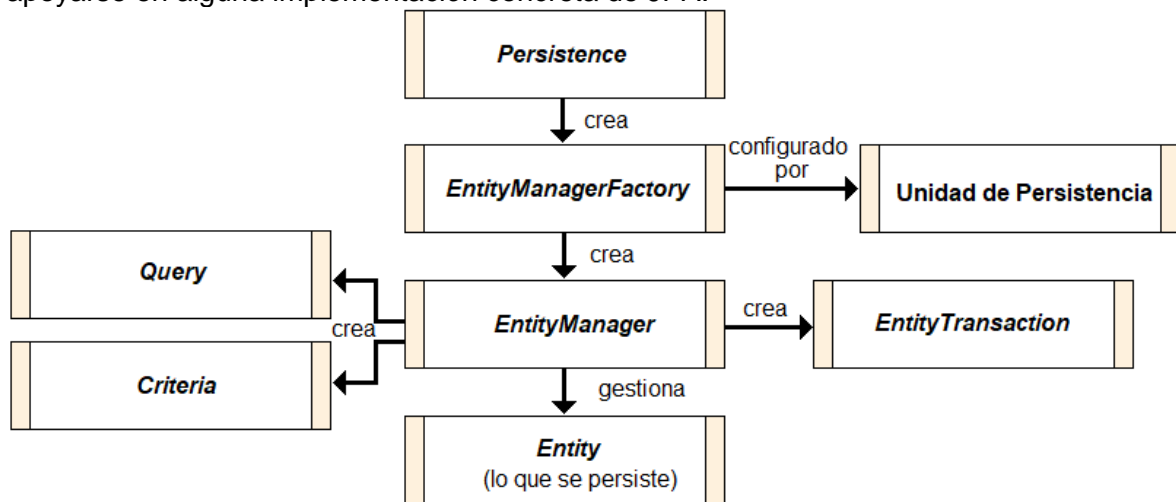 Persistence
crea
EntityManagerFactory
configurado
por
Unidad de Persistencia
crea
Query
EntityManager
crea
EntityTransaction
crea
Criteria
gestiona
Entity
(lo que se persiste)